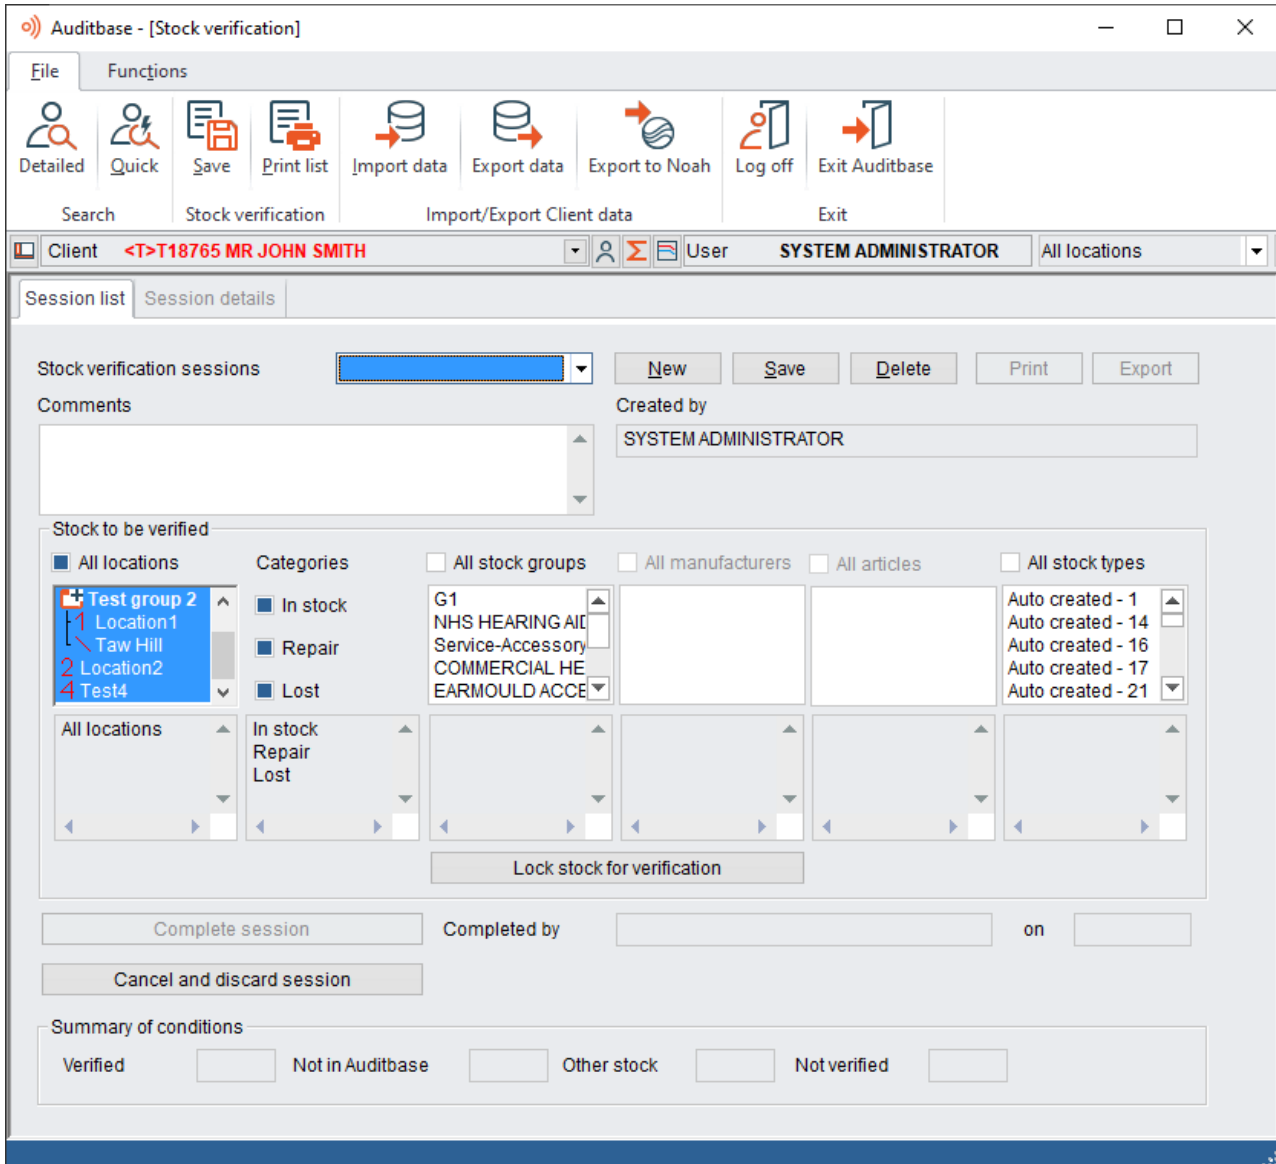 Auditbase - [Stock verification]
File Functions
Detailed Quick Save Print list Import data Export data Export to Noah Log off Exit Auditbase
Search Stock verification Import/Export Client data Exit
Client <T>T18765 MR JOHN SMITH User SYSTEM ADMINISTRATOR All locations
Session list Session details
Stock verification sessions New Save Delete Print Export
Comments Created by
SYSTEM ADMINISTRATOR
Stock to be verified
All locations Categories All stock groups All manufacturers All articles All stock types
Test group 2 G1 Auto created - 1
1 Location1 In stock NHS HEARING AID Auto created - 14
Taw Hill Repair Service-Accessory Auto created - 16
2 Location2 COMMERCIAL HE Auto created - 17
4 Test4 Lost EARMOULD ACCE Auto created - 21
All locations In stock
Repair
Lost
Lock stock for verification
Complete session Completed by on
Cancel and discard session
Summary of conditions
Verified Not in Auditbase Other stock Not verified